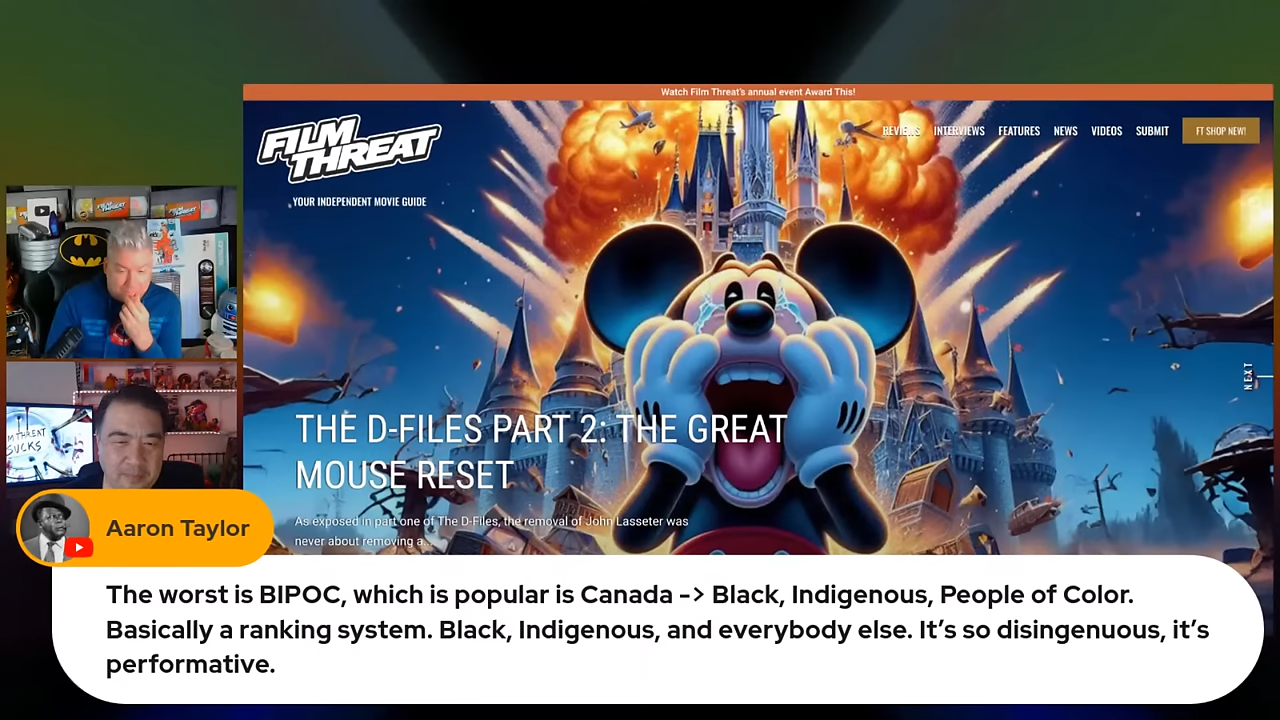 Watch Film Threat's annual event Award This!
FILM
THREAT
REVIEWS INTERVIEWS FEATURES NEWS VIDEOS SUBMIT FT SHOP NEW!
YOUR INDEPENDENT MOVIE GUIDE
NEXT
THE D-FILES PART 2: THE GREAT
MOUSE RESET
As exposed in part one of The D-Files, the removal of John Lasseter was
never about removing a...
THREAT
SUCKS
Aaron Taylor
The worst is BIPOC, which is popular is Canada -> Black, Indigenous, People of Color.
Basically a ranking system. Black, Indigenous, and everybody else. It’s so disingenuous, it’s
performative.